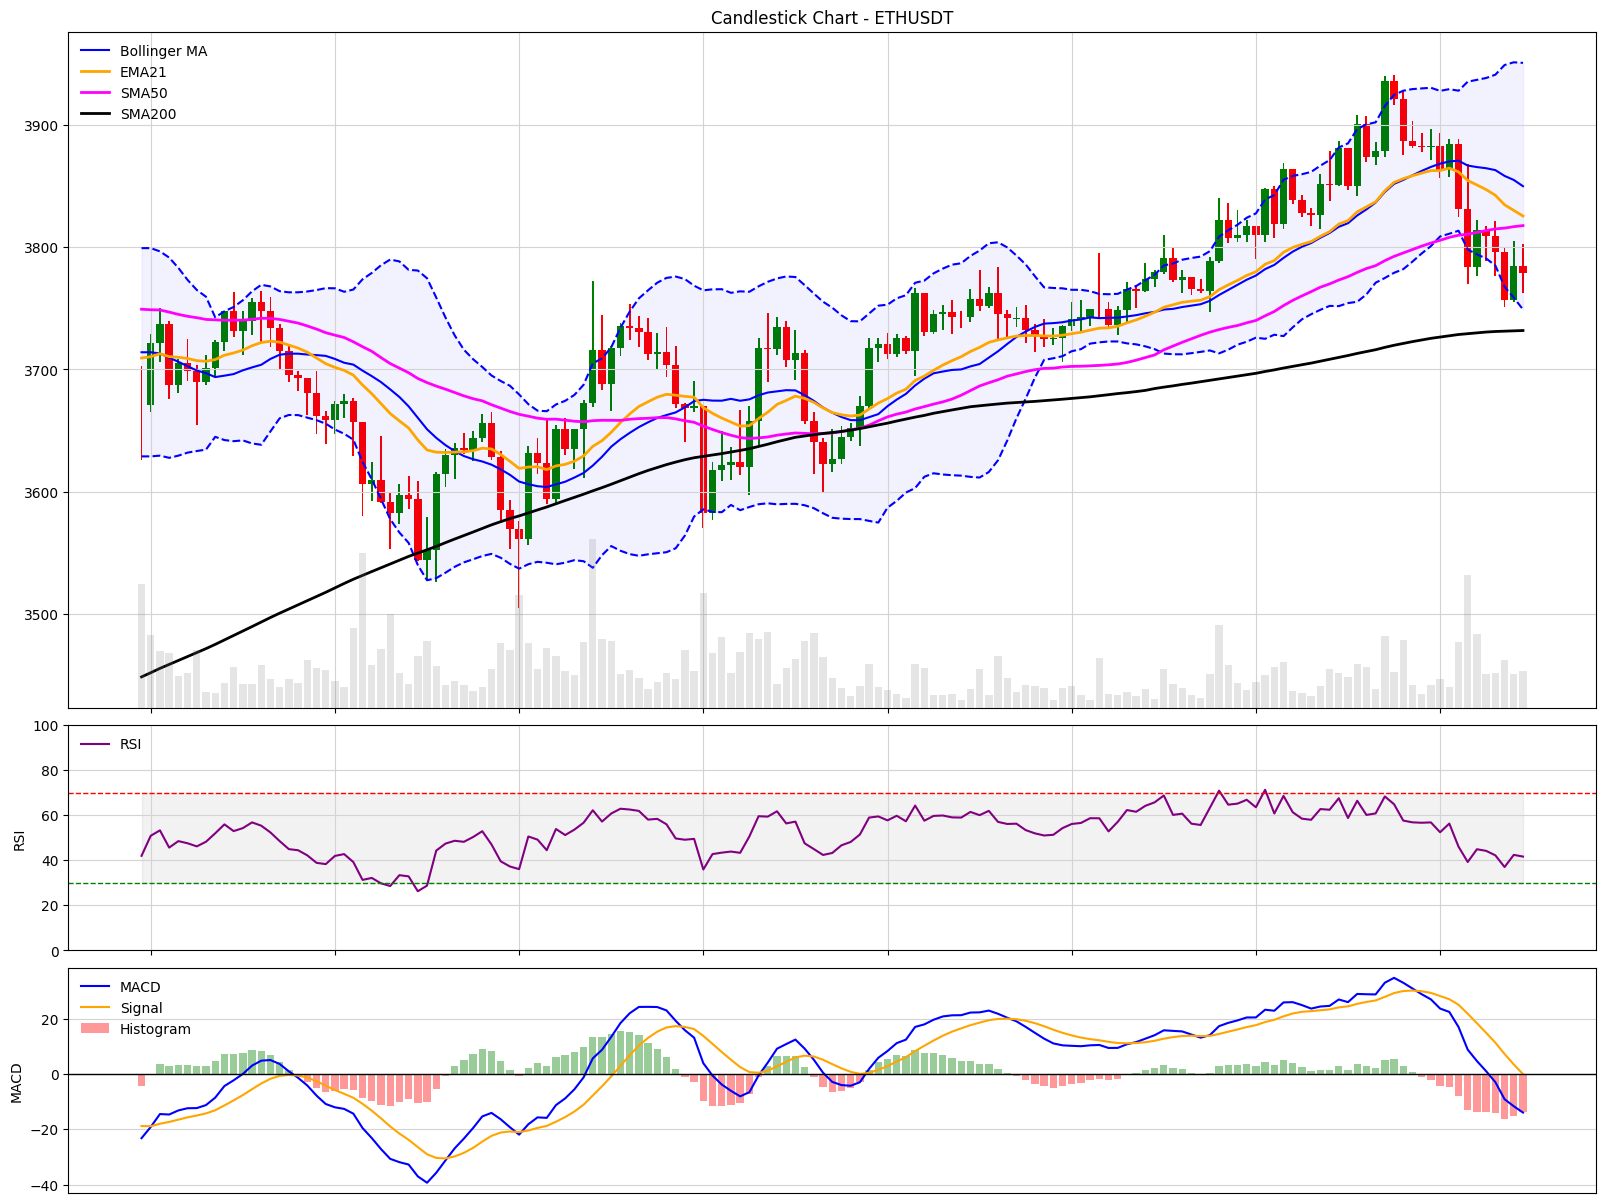 Candlestick Chart - ETHUSDT
Bollinger MA
EMA21
SMA50
SMA200
3900
3800
3700
3600
3500
RSI
100
80
60
40
20
0
RSI
MACD
Signal
Histogram
20
0
−20
−40
MACD